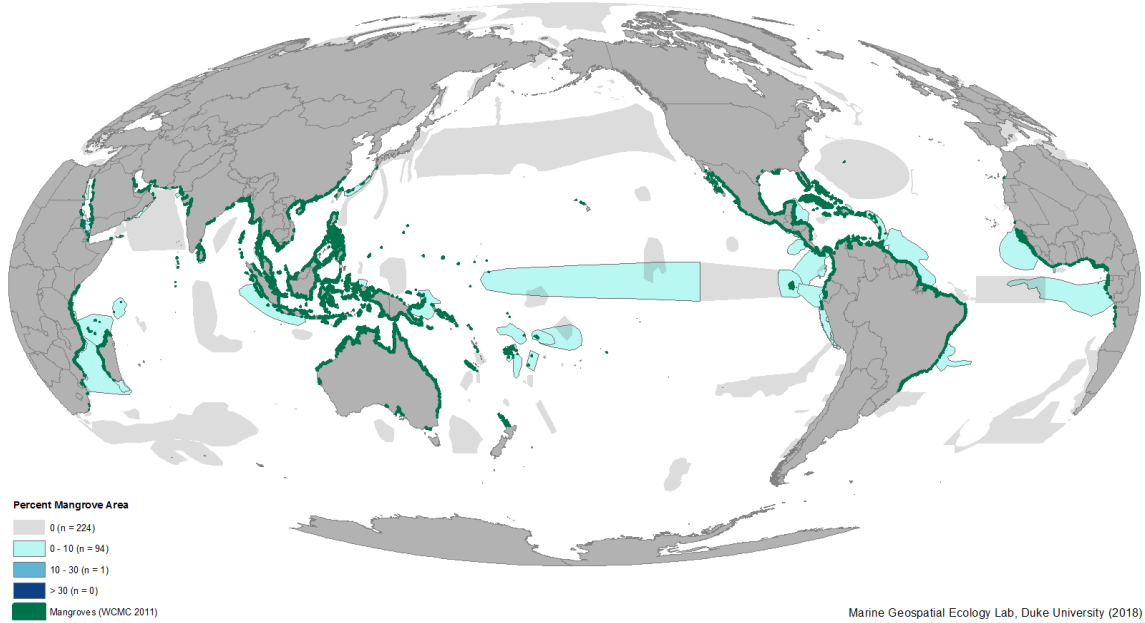 Percent Mangrove Area
0 (n = 224)
0 - 10 (n = 94)
10 - 30 (n = 1)
> 30 (n = 0)
Mangroves (WCMC 2011)
Marine Geospatial Ecology Lab, Duke University (2018)